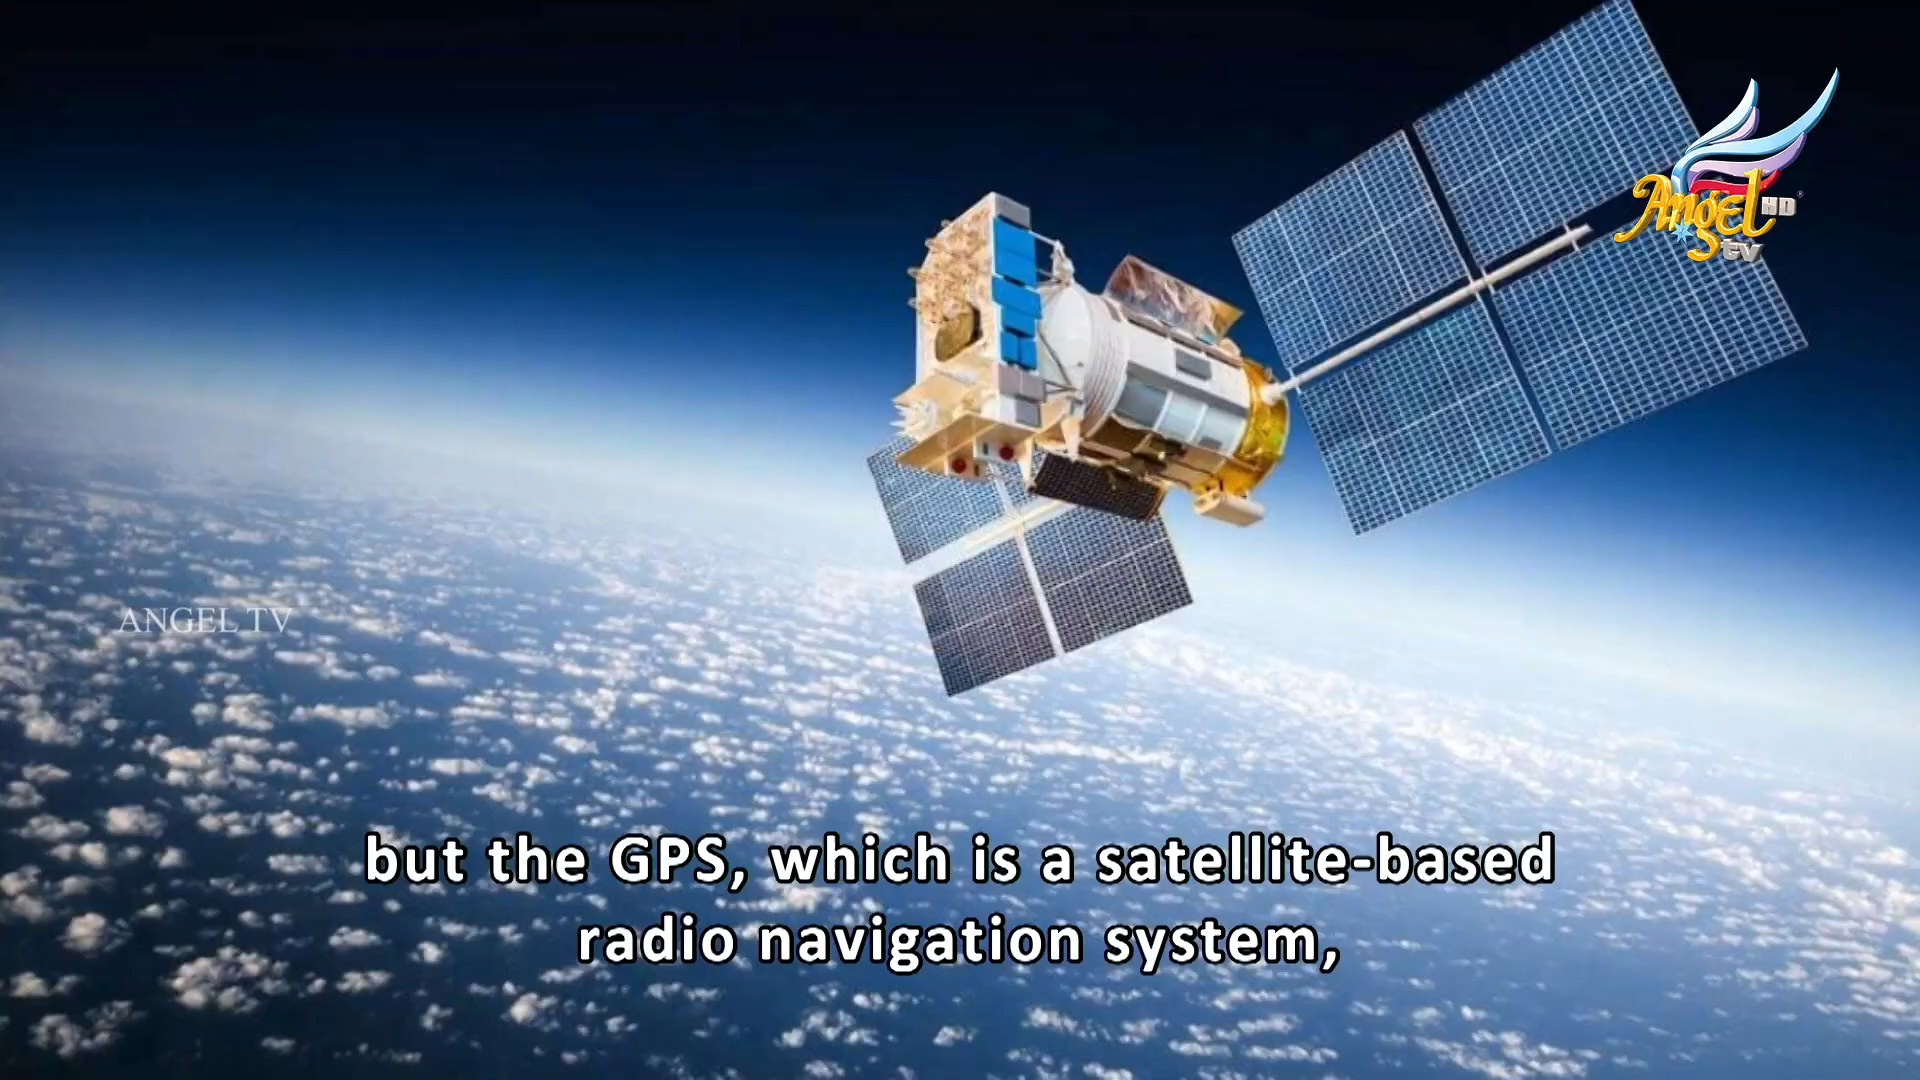 Angel HD
tv
ANGEL TV
but the GPS, which is a satellite-based
radio navigation system,